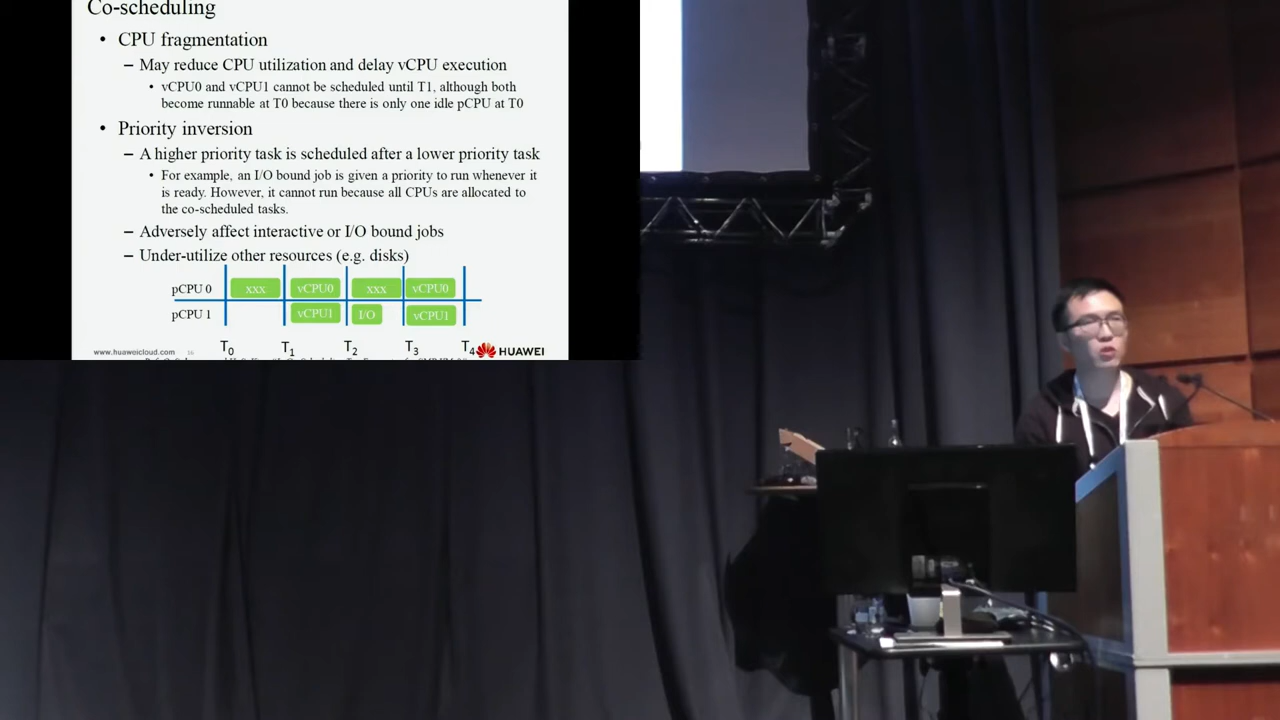 Co-scheduling
• CPU fragmentation
– May reduce CPU utilization and delay vCPU execution
• vCPU0 and vCPU1 cannot be scheduled until T1, although both
become runnable at T0 because there is only one idle pCPU at T0
• Priority inversion
– A higher priority task is scheduled after a lower priority task
• For example, an I/O bound job is given a priority to run whenever it
is ready. However, it cannot run because all CPUs are allocated to
the co-scheduled tasks.
– Adversely affect interactive or I/O bound jobs
– Under-utilize other resources (e.g. disks)
pCPU 0 xxx vCPU0 xxx vCPU0
pCPU 1 vCPU1 I/O vCPU1
T0 T1 T2 T3 T4
www.huaweicloud.com 16 HUAWEI